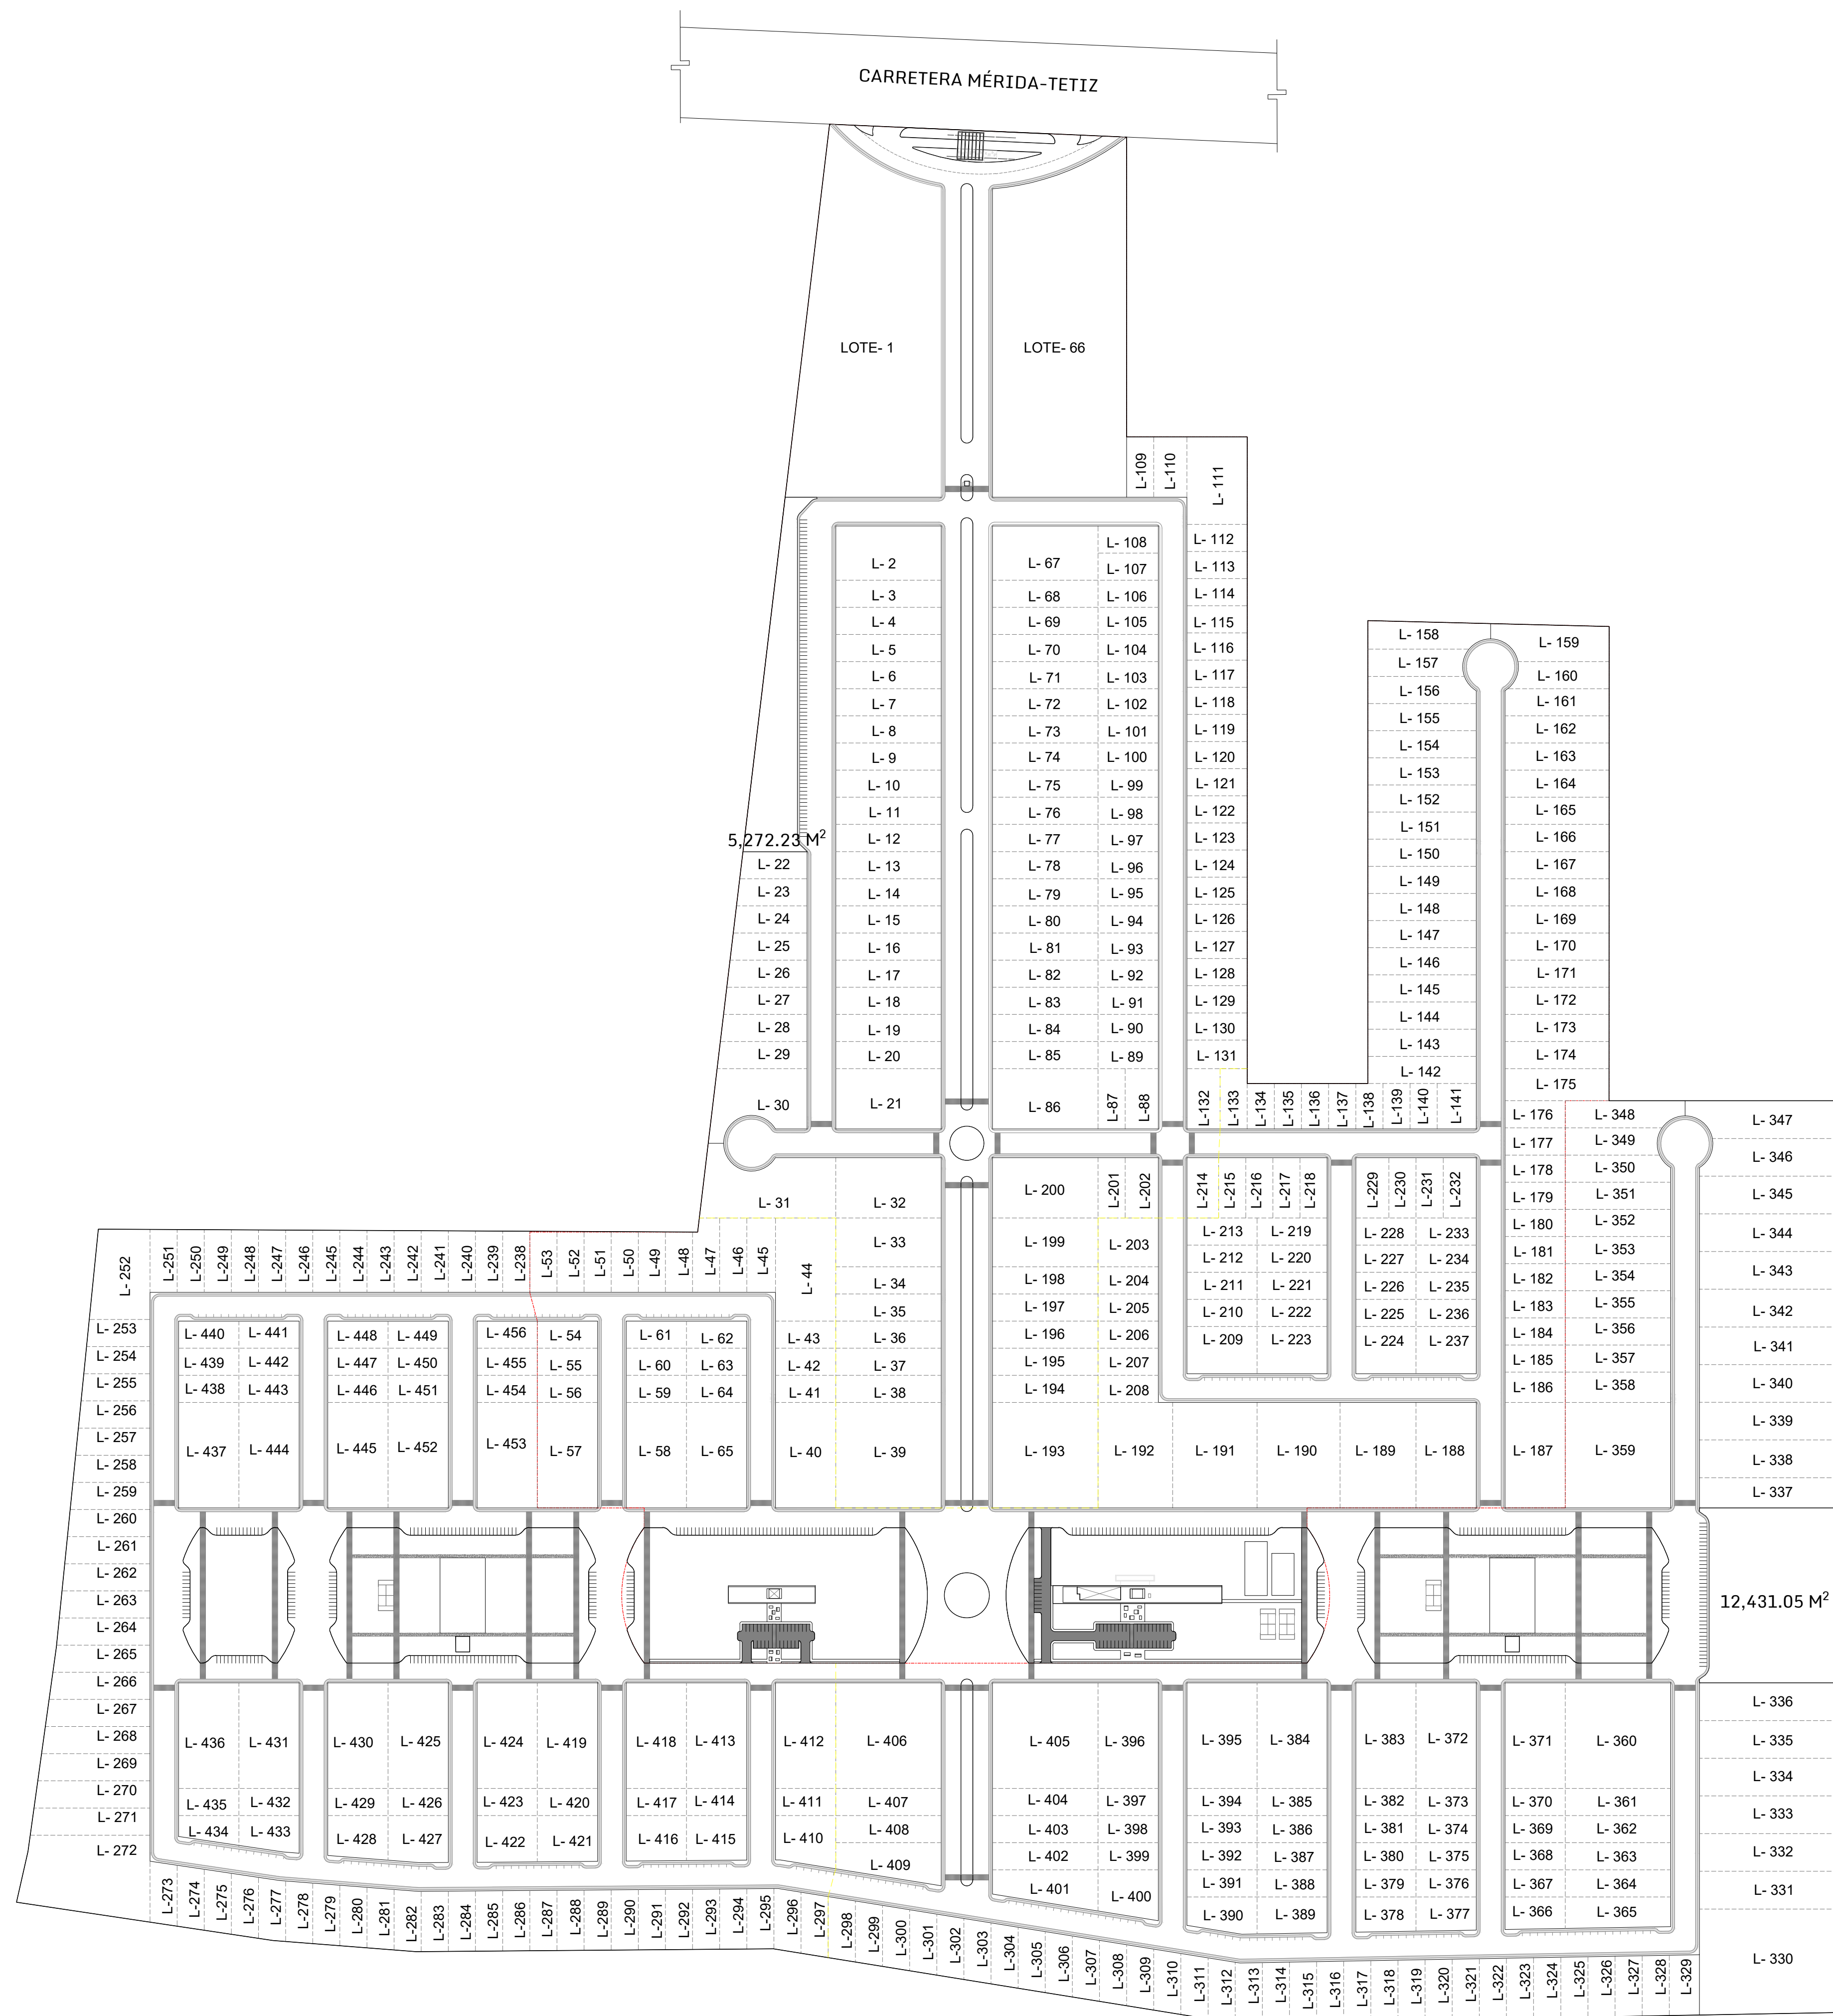 CARRETERA MÉRIDA-TETIZ
LOTE- 1
LOTE- 66
L-109
L-110
L- 111
L- 2
L- 3
L- 4
L- 5
L- 6
L- 7
L- 8
L- 9
L- 10
L- 11
L- 12
L- 13
L- 14
L- 15
L- 16
L- 17
L- 18
L- 19
L- 20
L- 21
L- 67
L- 68
L- 69
L- 70
L- 71
L- 72
L- 73
L- 74
L- 75
L- 76
L- 77
L- 78
L- 79
L- 80
L- 81
L- 82
L- 83
L- 84
L- 85
L- 86
L- 108
L- 107
L- 106
L- 105
L- 104
L- 103
L- 102
L- 101
L- 100
L- 99
L- 98
L- 97
L- 96
L- 95
L- 94
L- 93
L- 92
L- 91
L- 90
L- 89
L-87
L-88
L- 112
L- 113
L- 114
L- 115
L- 116
L- 117
L- 118
L- 119
L- 120
L- 121
L- 122
L- 123
L- 124
L- 125
L- 126
L- 127
L- 128
L- 129
L- 130
L- 131
L-132
L-133
L-134
L-135
L-136
L-137
L-138
L-139
L-140
L-141
L- 158
L- 157
L- 156
L- 155
L- 154
L- 153
L- 152
L- 151
L- 150
L- 149
L- 148
L- 147
L- 146
L- 145
L- 144
L- 143
L- 142
L- 159
L- 160
L- 161
L- 162
L- 163
L- 164
L- 165
L- 166
L- 167
L- 168
L- 169
L- 170
L- 171
L- 172
L- 173
L- 174
L- 175
L- 176
L- 177
L- 178
L- 179
L- 180
L- 181
L- 182
L- 183
L- 184
L- 185
L- 186
L- 187
L- 348
L- 349
L- 350
L- 351
L- 352
L- 353
L- 354
L- 355
L- 356
L- 357
L- 358
L- 359
L- 347
L- 346
L- 345
L- 344
L- 343
L- 342
L- 341
L- 340
L- 339
L- 338
L- 337
5,272.23 M²
L- 22
L- 23
L- 24
L- 25
L- 26
L- 27
L- 28
L- 29
L- 30
L- 31
L- 32
L- 33
L- 34
L- 35
L- 36
L- 37
L- 38
L- 39
L- 200
L- 199
L- 198
L- 197
L- 196
L- 195
L- 194
L- 193
L-201
L-202
L- 203
L- 204
L- 205
L- 206
L- 207
L- 208
L- 192
L- 191
L- 190
L- 189
L- 188
L-214
L-215
L-216
L-217
L-218
L- 213
L- 212
L- 211
L- 210
L- 209
L- 219
L- 220
L- 221
L- 222
L- 223
L-229
L-230
L-231
L-232
L- 228
L- 227
L- 226
L- 225
L- 224
L- 233
L- 234
L- 235
L- 236
L- 237
L- 252
L-251
L-250
L-249
L-248
L-247
L-246
L-245
L-244
L-243
L-242
L-241
L-240
L-239
L-238
L-53
L-52
L-51
L-50
L-49
L-48
L-47
L-46
L-45
L- 44
L- 43
L- 42
L- 41
L- 40
L- 440
L- 439
L- 438
L- 437
L- 441
L- 442
L- 443
L- 444
L- 448
L- 447
L- 446
L- 445
L- 449
L- 450
L- 451
L- 452
L- 456
L- 455
L- 454
L- 453
L- 54
L- 55
L- 56
L- 57
L- 61
L- 60
L- 59
L- 58
L- 62
L- 63
L- 64
L- 65
L- 253
L- 254
L- 255
L- 256
L- 257
L- 258
L- 259
L- 260
L- 261
L- 262
L- 263
L- 264
L- 265
L- 266
L- 267
L- 268
L- 269
L- 270
L- 271
L- 272
12,431.05 M²
L- 436
L- 435
L- 434
L- 431
L- 432
L- 433
L- 430
L- 429
L- 428
L- 425
L- 426
L- 427
L- 424
L- 423
L- 422
L- 419
L- 420
L- 421
L- 418
L- 417
L- 416
L- 413
L- 414
L- 415
L- 412
L- 411
L- 410
L- 406
L- 407
L- 408
L- 409
L- 405
L- 404
L- 403
L- 402
L- 401
L- 396
L- 397
L- 398
L- 399
L- 400
L- 395
L- 394
L- 393
L- 392
L- 391
L- 390
L- 384
L- 385
L- 386
L- 387
L- 388
L- 389
L- 383
L- 382
L- 381
L- 380
L- 379
L- 378
L- 372
L- 373
L- 374
L- 375
L- 376
L- 377
L- 371
L- 370
L- 369
L- 368
L- 367
L- 366
L- 360
L- 361
L- 362
L- 363
L- 364
L- 365
L- 336
L- 335
L- 334
L- 333
L- 332
L- 331
L- 330
L-273
L-274
L-275
L-276
L-277
L-278
L-279
L-280
L-281
L-282
L-283
L-284
L-285
L-286
L-287
L-288
L-289
L-290
L-291
L-292
L-293
L-294
L-295
L-296
L-297
L-298
L-299
L-300
L-301
L-302
L-303
L-304
L-305
L-306
L-307
L-308
L-309
L-310
L-311
L-312
L-313
L-314
L-315
L-316
L-317
L-318
L-319
L-320
L-321
L-322
L-323
L-324
L-325
L-326
L-327
L-328
L-329